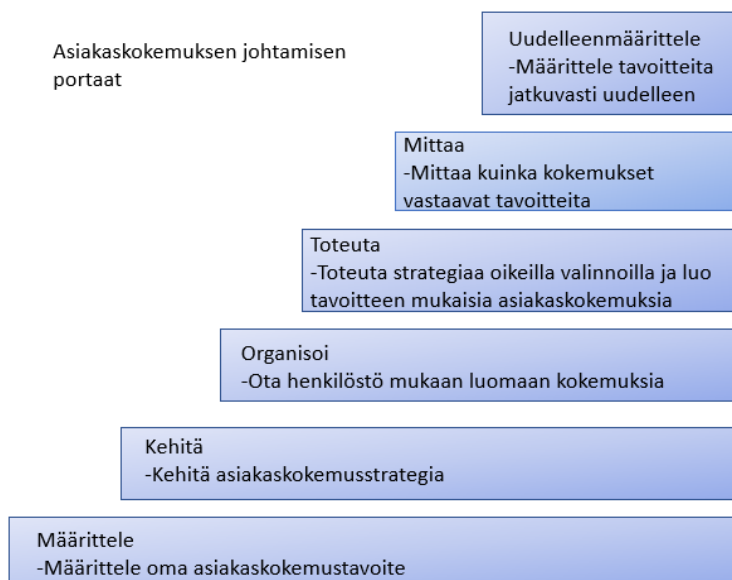 Asiakaskokemuksen johtamisen
portaat
Uudelleenmäärittele
-Määrittele tavoitteita
jatkuvasti uudelleen
Mittaa
-Mittaa kuinka kokemukset
vastaavat tavoitteita
Toteuta
-Toteuta strategiaa oikeilla valinnoilla ja luo
tavoitteen mukaisia asiakaskokemuksia
Organisoi
-Ota henkilöstö mukaan luomaan kokemuksia
Kehitä
-Kehitä asiakaskokemusstrategia
Määrittele
-Määrittele oma asiakaskokemustavoite